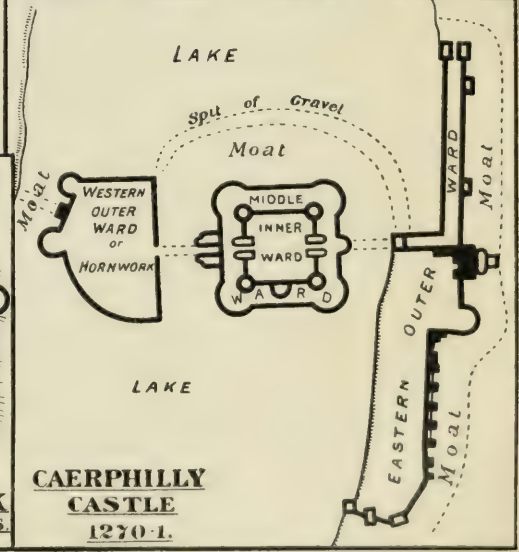 LAKE
Spit of Gravel
Moat
Moat
WESTERN
OUTER
WARD
OR
HORNWORK
MIDDLE
INNER
WARD
WARD
WARD
Moat
EASTERN OUTER
Moat
LAKE
CAERPHILLY
CASTLE
1270-1.
K
S.